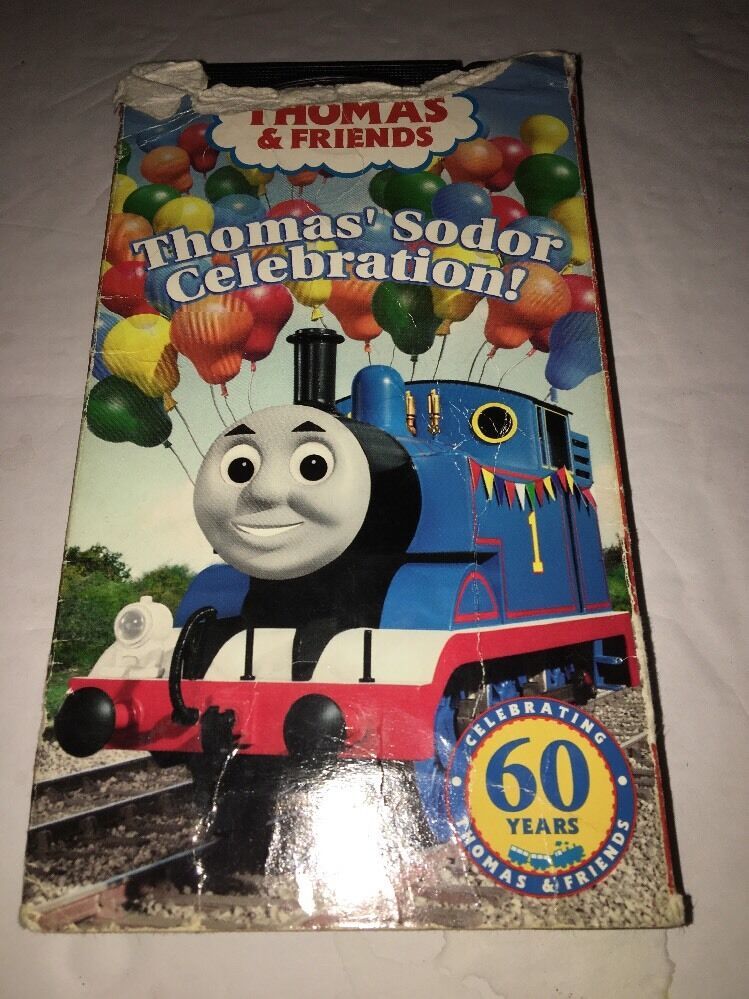 THOMAS
& FRIENDS
Thomas' Sodor
Celebration!
1
CELEBRATING
60
YEARS
THOMAS & FRIENDS